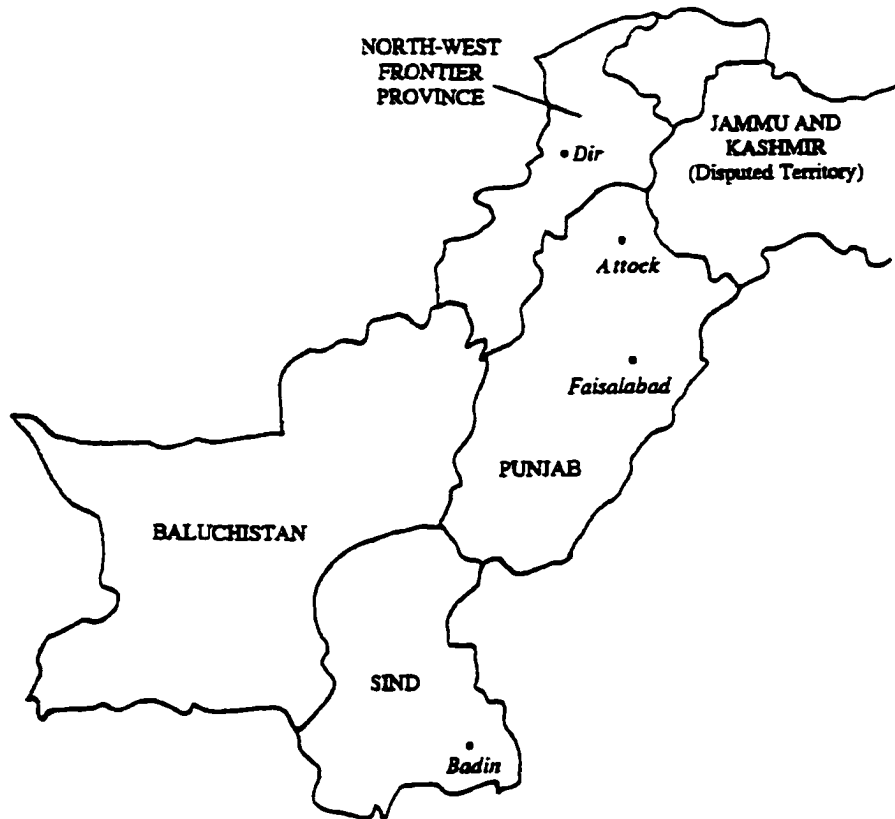 NORTH-WEST
FRONTIER
PROVINCE
JAMMU AND
KASHMIR
(Disputed Territory)
Dir
Attock
Faisalabad
PUNJAB
BALUCHISTAN
SIND
Badin